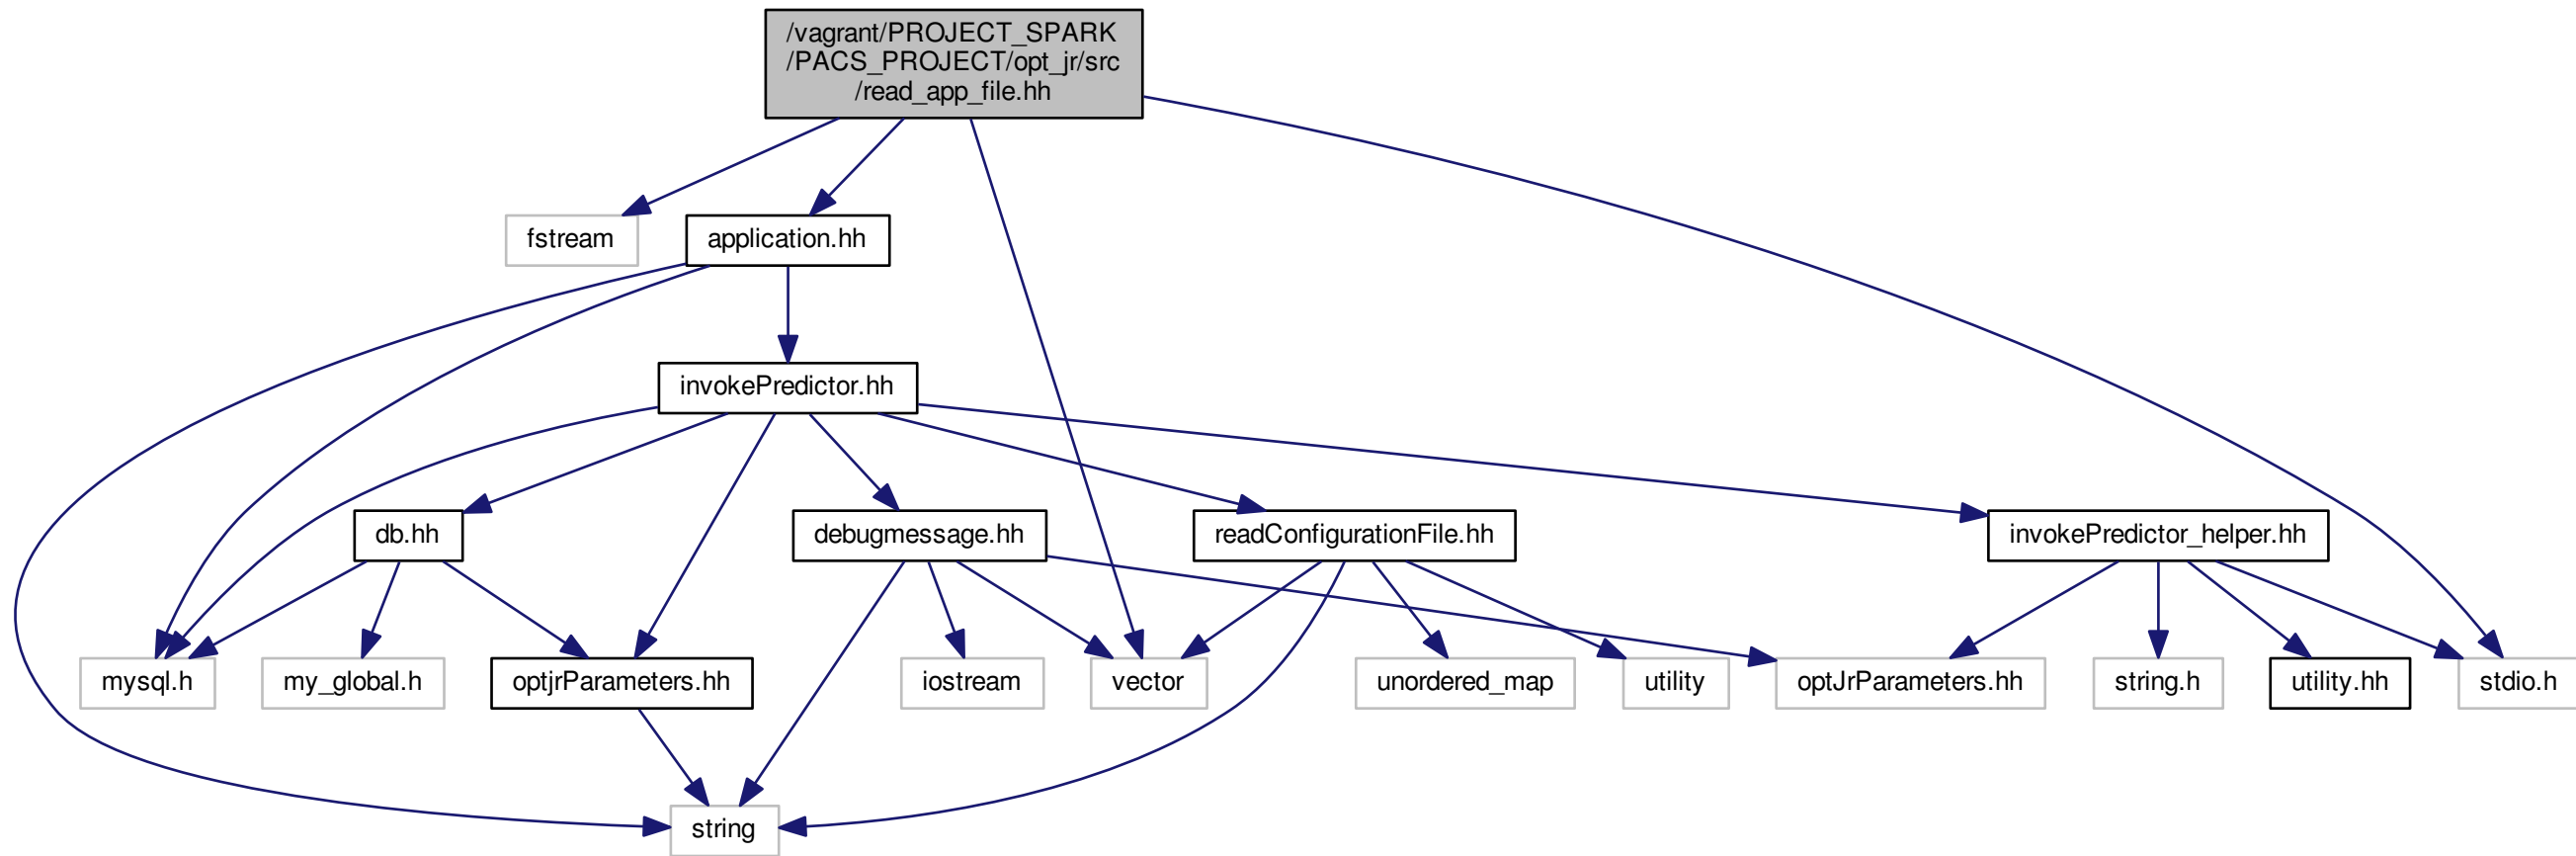 /vagrant/PROJECT_SPARK
/PACS_PROJECT/opt_jr/src
/read_app_file.hh
fstream
application.hh
invokePredictor.hh
db.hh
debugmessage.hh
readConfigurationFile.hh
invokePredictor_helper.hh
mysql.h
my_global.h
optjrParameters.hh
iostream
vector
unordered_map
utility
optJrParameters.hh
string.h
utility.hh
stdio.h
string